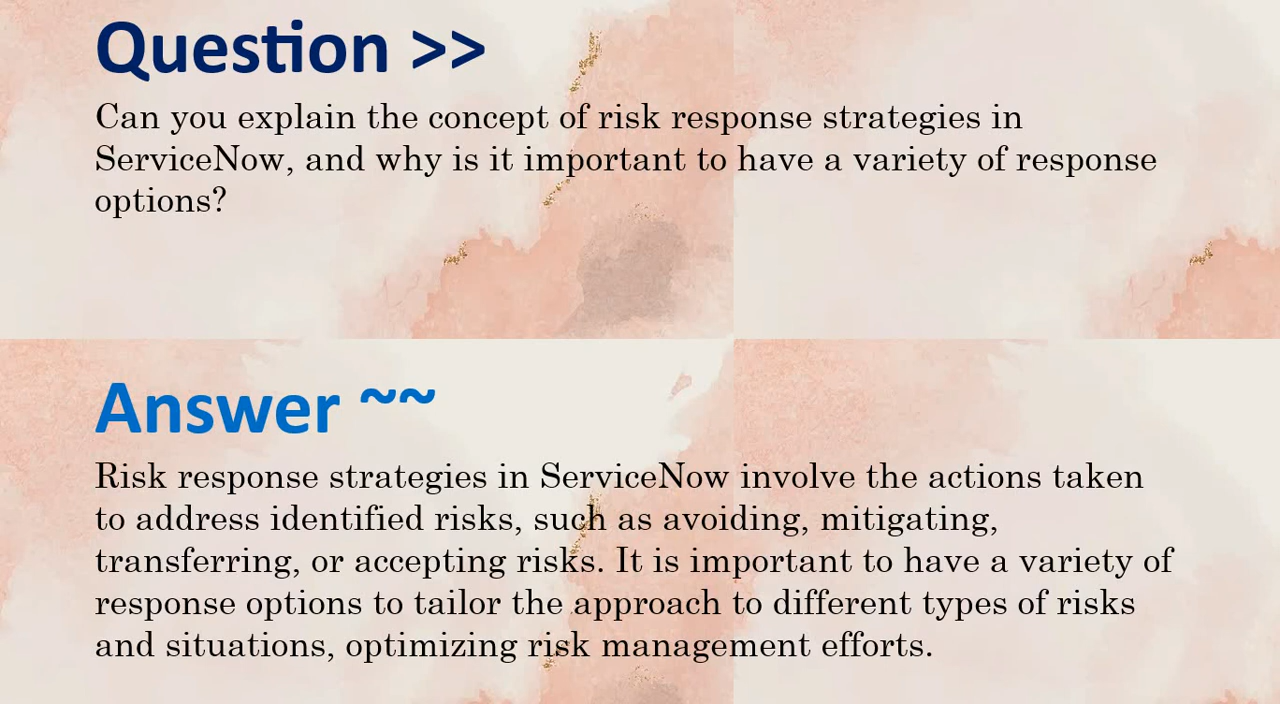 Question >>
Can you explain the concept of risk response strategies in
ServiceNow, and why is it important to have a variety of response
options?
Answer ~~
Risk response strategies in ServiceNow involve the actions taken
to address identified risks, such as avoiding, mitigating,
transferring, or accepting risks. It is important to have a variety of
response options to tailor the approach to different types of risks
and situations, optimizing risk management efforts.